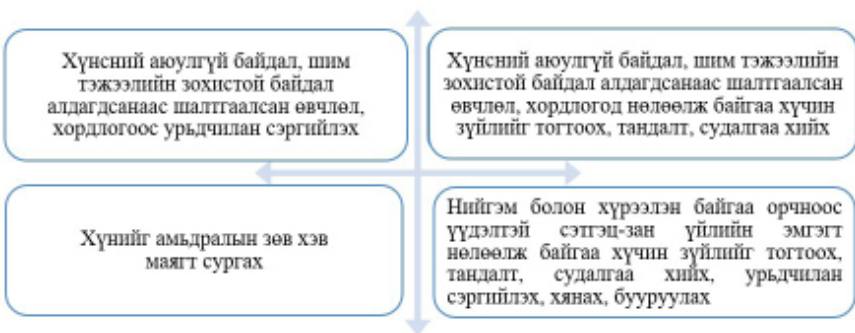 Хүнсний аюулгүй байдал, шим
тэжээлийн зохистой байдал
алдагдсанаас шалтгаалсан өвчлөл,
хордлогоос урьдчилан сэргийлэх
Хүнсний аюулгүй байдал, шим тэжээлийн
зохистой байдал алдагдсанаас шалтгаалсан
өвчлөл, хордлогод нөлөөлж байгаа хүчин
зүйлийг тогтоох, тандалт, судалгаа хийх
Хүнийг амьдралын зөв хэв
маягт сургах
Нийгэм болон хүрээлэн байгаа орчноос
үүдэлтэй сэтгэц-зан үйлийн эмгэгт
нөлөөлж байгаа хүчин зүйлийг тогтоох,
тандалт, судалгаа хийх, урьдчилан
сэргийлэх, хянах, бууруулах